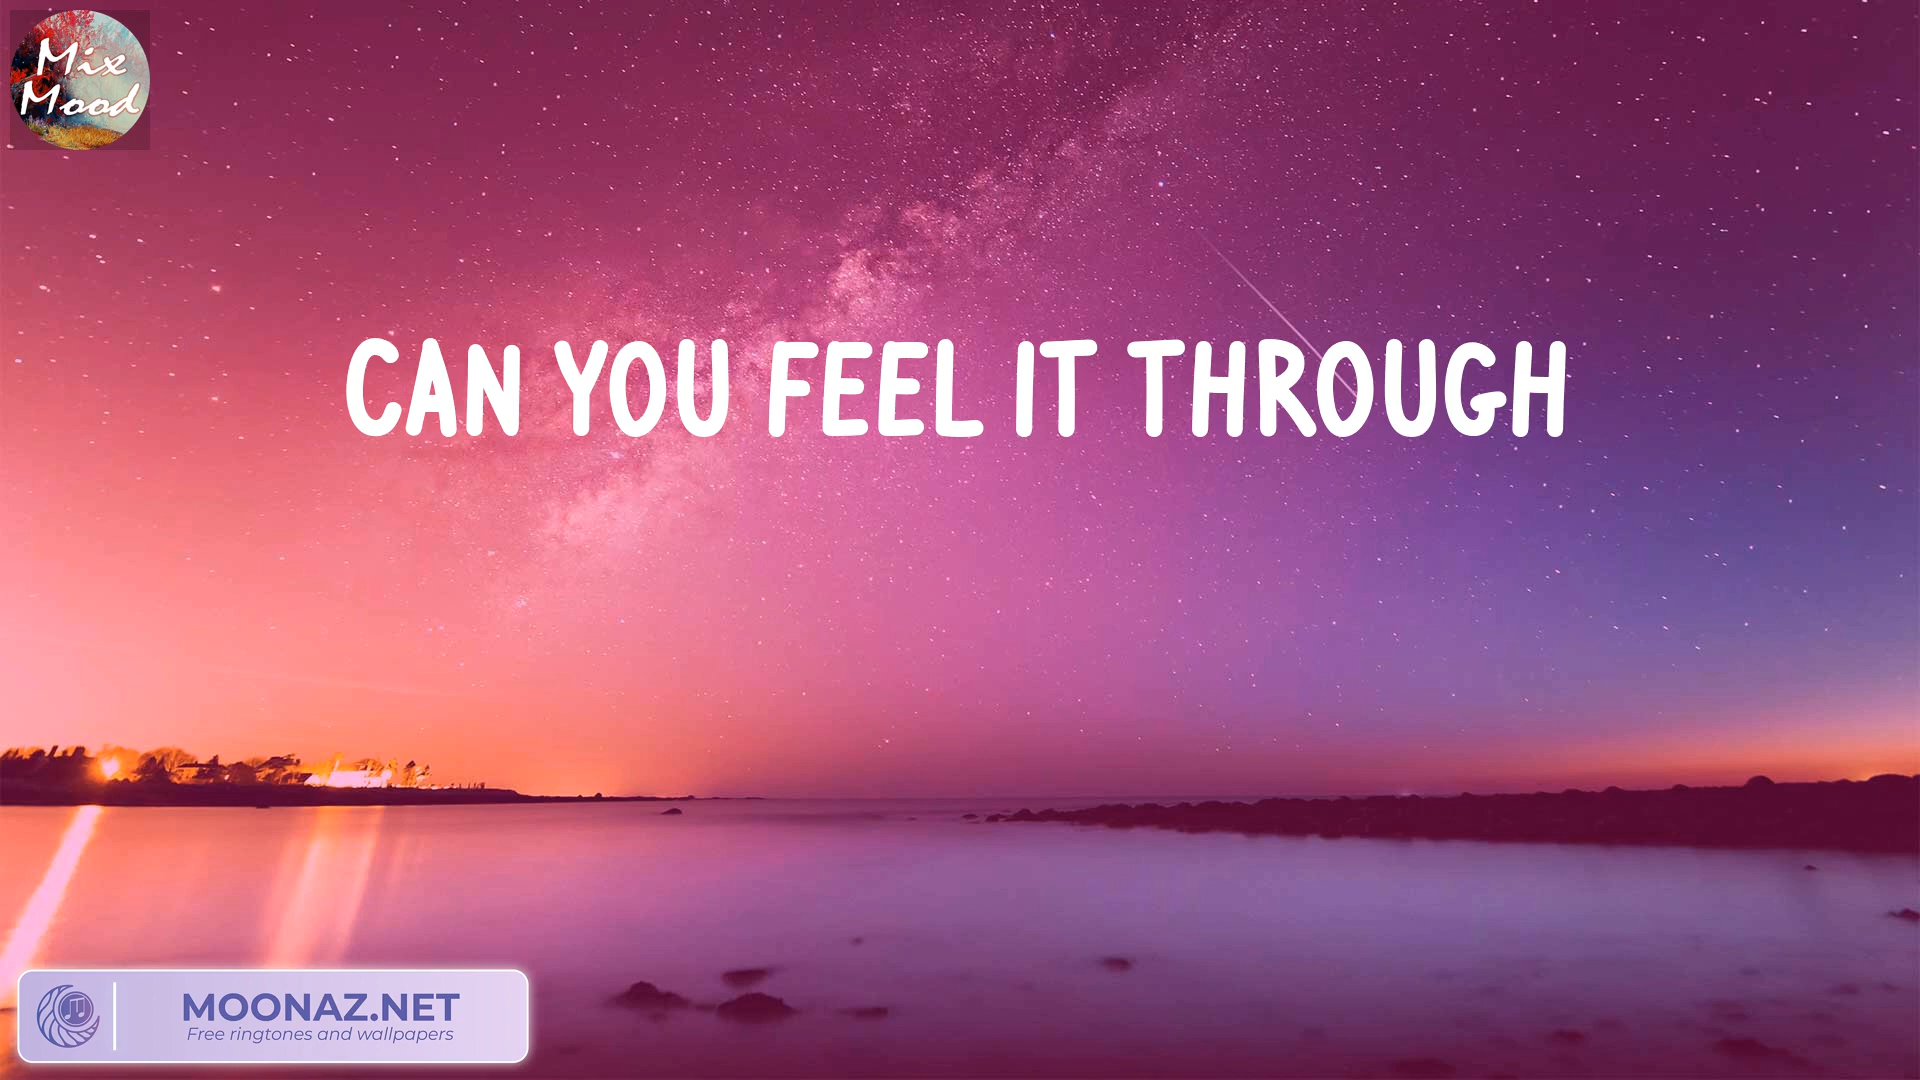 Mix
Mood
CAN YOU FEEL IT THROUGH
MOONAZ.NET
Free ringtones and wallpapers